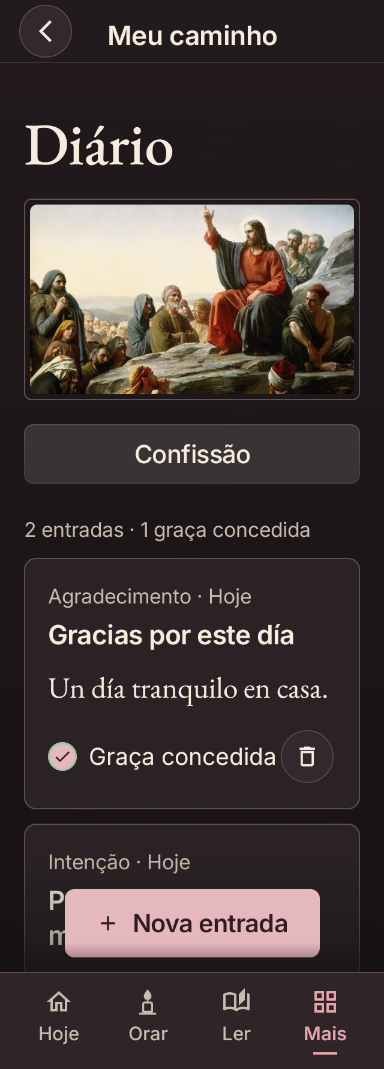 Meu caminho
Diário
Confissão
2 entradas · 1 graça concedida
Agradecimento · Hoje
Gracias por este día
Un día tranquilo en casa.
Graça concedida
Intenção · Hoje
+ Nova entrada
Hoje
Orar
Ler
Mais